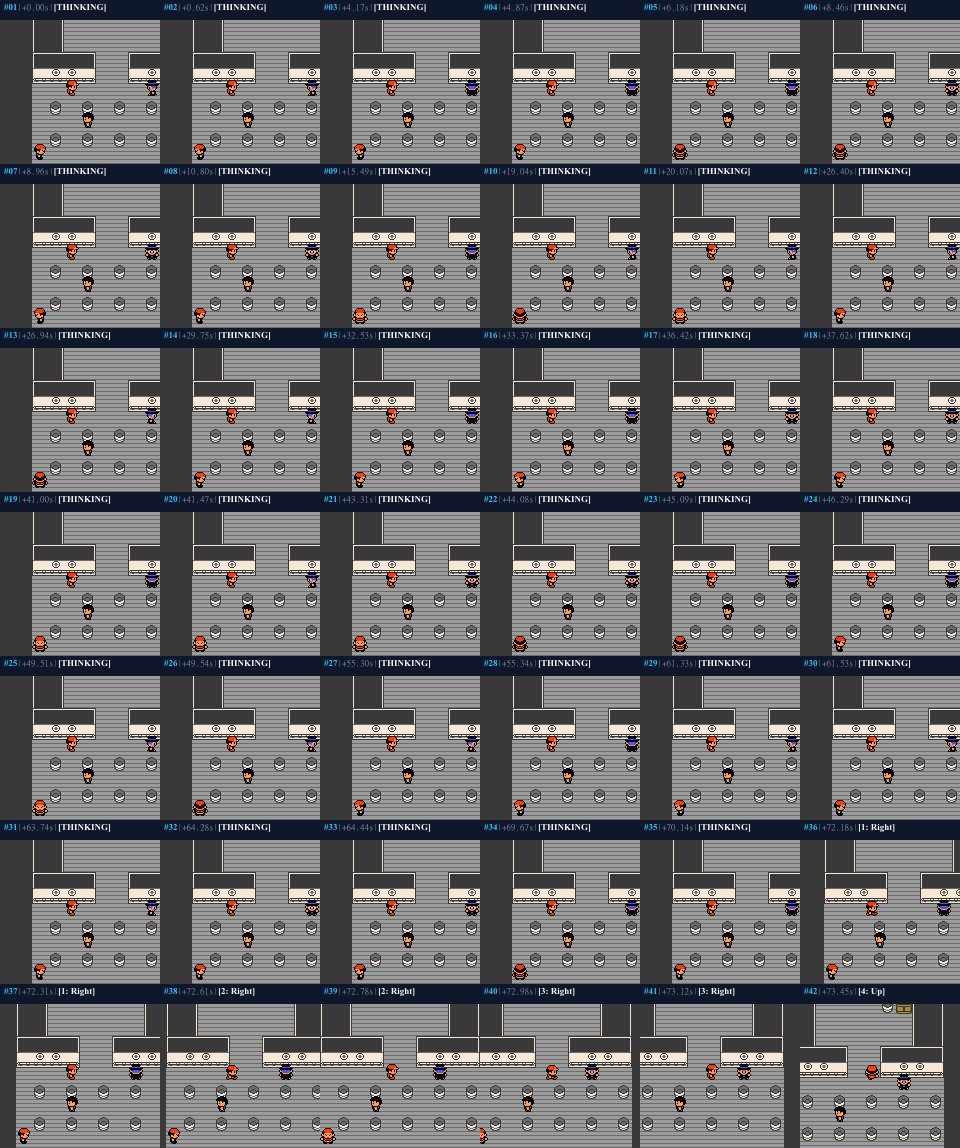 #01|+0.00s|[THINKING] #02|+0.62s|[THINKING] #03|+4.17s|[THINKING] #04|+4.87s|[THINKING] #05|+6.18s|[THINKING] #06|+8.46s|[THINKING]
#07|+8.96s|[THINKING] #08|+10.80s|[THINKING] #09|+15.49s|[THINKING] #10|+19.04s|[THINKING] #11|+20.07s|[THINKING] #12|+26.40s|[THINKING]
#13|+26.94s|[THINKING] #14|+29.75s|[THINKING] #15|+32.53s|[THINKING] #16|+33.37s|[THINKING] #17|+36.42s|[THINKING] #18|+37.62s|[THINKING]
#19|+41.00s|[THINKING] #20|+41.47s|[THINKING] #21|+43.31s|[THINKING] #22|+44.08s|[THINKING] #23|+45.09s|[THINKING] #24|+46.29s|[THINKING]
#25|+49.51s|[THINKING] #26|+49.54s|[THINKING] #27|+55.30s|[THINKING] #28|+55.34s|[THINKING] #29|+61.33s|[THINKING] #30|+61.53s|[THINKING]
#31|+63.74s|[THINKING] #32|+64.28s|[THINKING] #33|+64.44s|[THINKING] #34|+69.67s|[THINKING] #35|+70.14s|[THINKING] #36|+72.18s|[1: Right]
#37|+72.31s|[1: Right] #38|+72.61s|[2: Right] #39|+72.78s|[2: Right] #40|+72.98s|[3: Right] #41|+73.12s|[3: Right] #42|+73.45s|[4: Up]